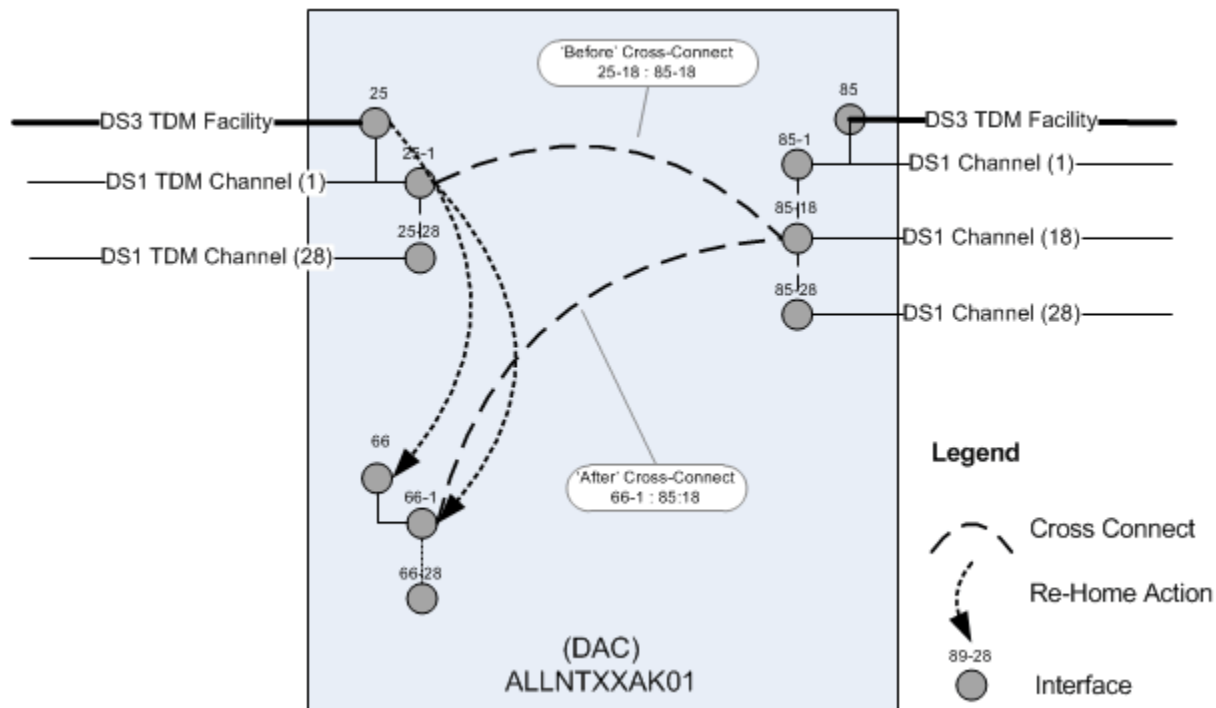 'Before' Cross-Connect
25-18 : 85-18
25
85
DS3 TDM Facility
DS3 TDM Facility
25-1
85-1
DS1 TDM Channel (1)
DS1 Channel (1)
85-18
25-28
DS1 TDM Channel (28)
DS1 Channel (18)
85-28
DS1 Channel (28)
66
'After' Cross-Connect
66-1 : 85:18
66-1
66-28
(DAC)
ALLNTXXAK01
Legend
Cross Connect
Re-Home Action
89-28
Interface